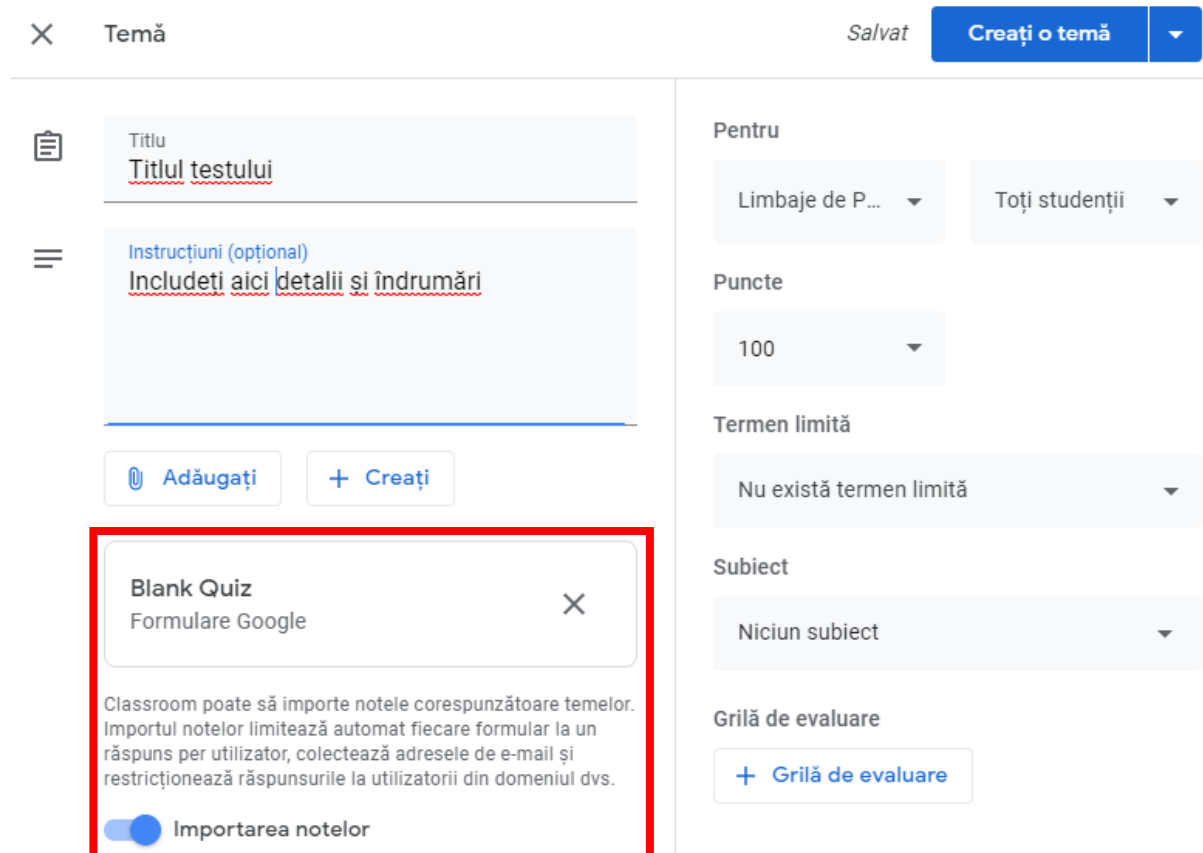 Temă
Salvat
Creați o temă
Titlu
Titlul testului
Instrucțiuni (opțional)
Includeți aici detalii și îndrumări
Adăugați
Creați
Blank Quiz
Formulare Google
Classroom poate să importe notele corespunzătoare temelor.
Importul notelor limitează automat fiecare formular la un
răspuns per utilizator, colectează adresele de e-mail și
restricționează răspunsurile la utilizatorii din domeniul dvs.
Importarea notelor
Pentru
Limbaje de P...
Toți studenții
Puncte
100
Termen limită
Nu există termen limită
Subiect
Niciun subiect
Grilă de evaluare
+ Grilă de evaluare